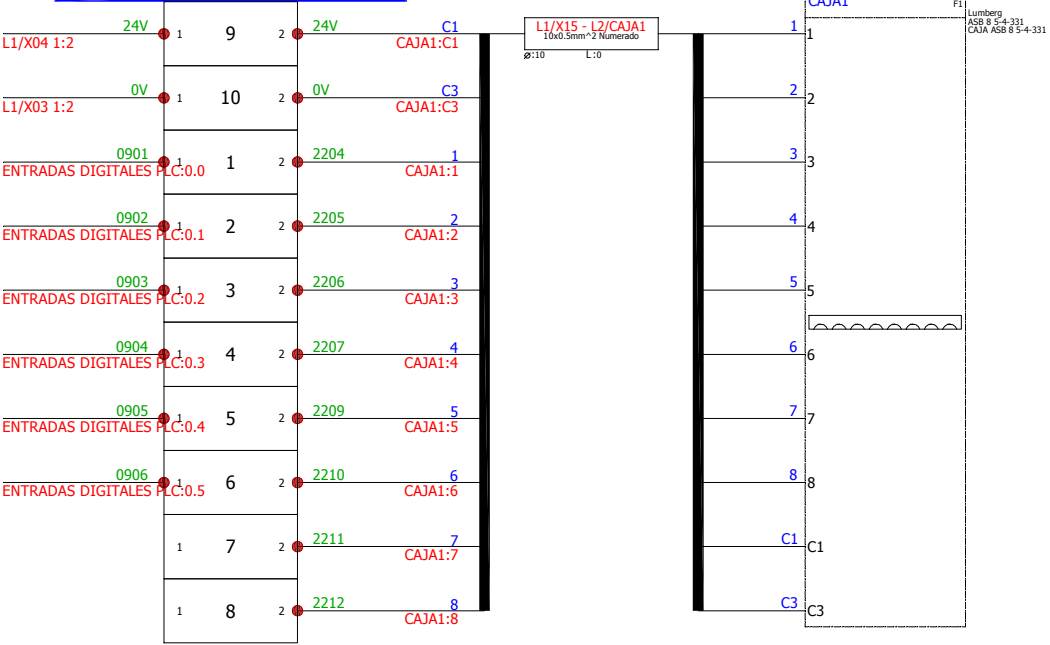 CAJA1
F1
Lumberg
ASB 8 5-4-331
CAJA ASB 8 5-4-331
24V 1 9 2 24V C1
L1/X04 1:2 CAJA1:C1
L1/X15 - L2/CAJA1
10x0.5mm^2 Numerado
ø:10 L:0
1 1
0V 1 10 2 0V C3
L1/X03 1:2 CAJA1:C3
2 2
0901 1 1 2 2204 1
ENTRADAS DIGITALES PLC:0.0 CAJA1:1
3 3
0902 1 2 2 2205 2
ENTRADAS DIGITALES PLC:0.1 CAJA1:2
4 4
0903 1 3 2 2206 3
ENTRADAS DIGITALES PLC:0.2 CAJA1:3
5 5
0904 1 4 2 2207 4
ENTRADAS DIGITALES PLC:0.3 CAJA1:4
6 6
0905 1 5 2 2209 5
ENTRADAS DIGITALES PLC:0.4 CAJA1:5
7 7
0906 1 6 2 2210 6
ENTRADAS DIGITALES PLC:0.5 CAJA1:6
8 8
1 7 2 2211 7
CAJA1:7
C1 C1
1 8 2 2212 8
CAJA1:8
C3 C3